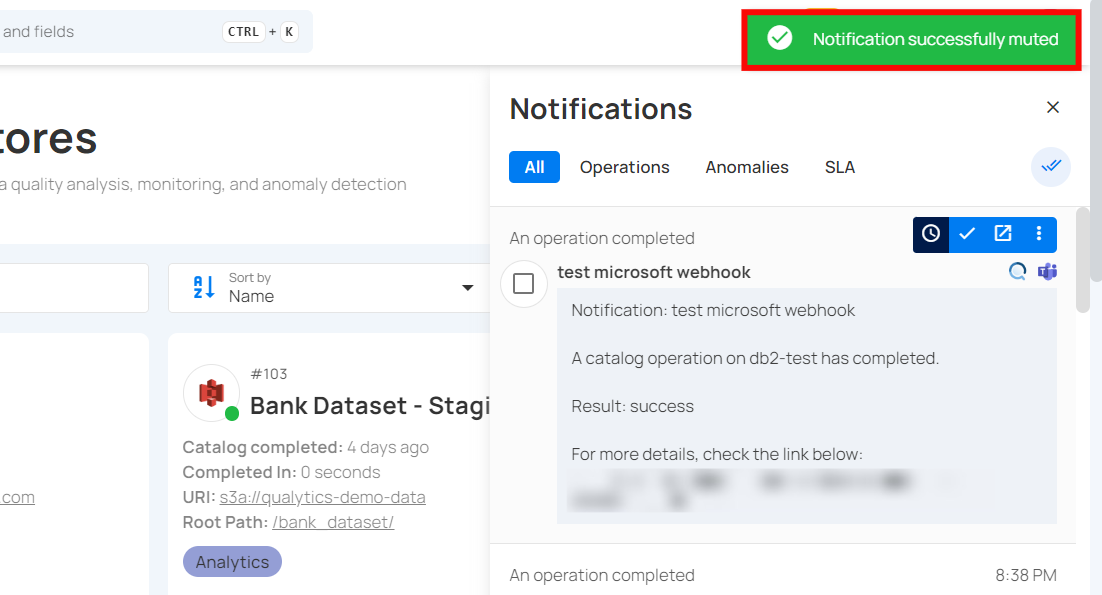 and fields CTRL + K
Notification successfully muted
Notifications
All Operations Anomalies SLA
tores
a quality analysis, monitoring, and anomaly detection
Sort by
Name
#103
Bank Dataset - Stagi
Catalog completed: 4 days ago
Completed In: 0 seconds
URI: s3a://qualytics-demo-data
.com
Root Path: /bank_dataset/
Analytics
An operation completed
test microsoft webhook
Notification: test microsoft webhook
A catalog operation on db2-test has completed.
Result: success
For more details, check the link below:
An operation completed 8:38 PM